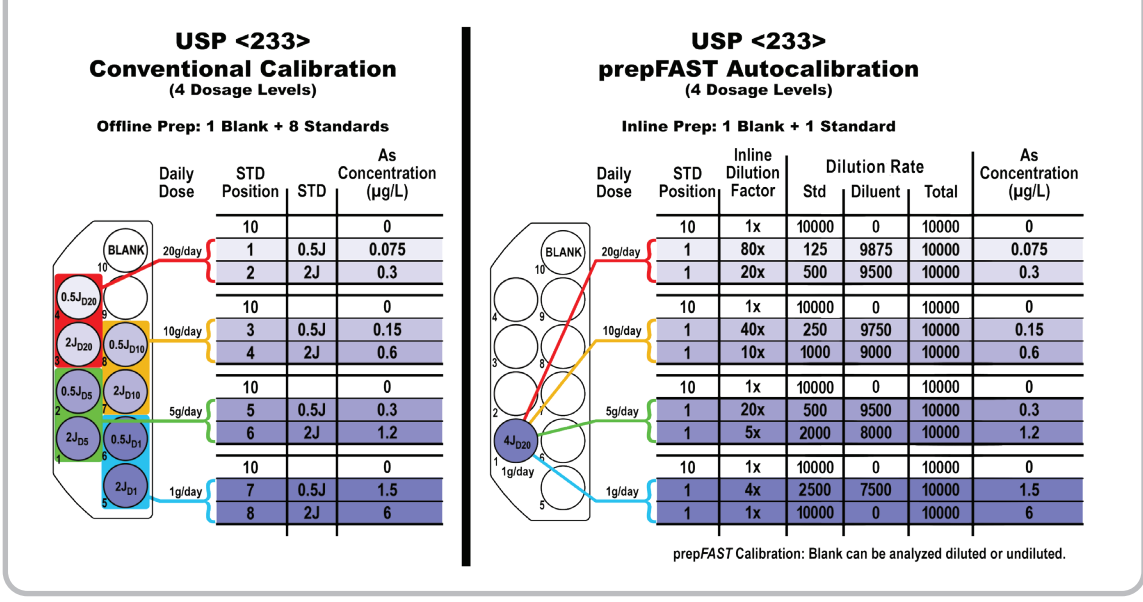 USP <233>
Conventional Calibration
(4 Dosage Levels)
Offline Prep: 1 Blank + 8 Standards
Daily Dose STD Position STD As Concentration (µg/L)
10 0
20g/day 1 0.5J 0.075
2 2J 0.3
10 0
10g/day 3 0.5J 0.15
4 2J 0.6
10 0
5g/day 5 0.5J 0.3
6 2J 1.2
10 0
1g/day 7 0.5J 1.5
8 2J 6
BLANK
10
0.5JD20
4
9
2JD20
3
0.5JD10
8
0.5JD5
2
2JD10
7
2JD5
1
0.5JD1
6
2JD1
5
USP <233>
prepFAST Autocalibration
(4 Dosage Levels)
Inline Prep: 1 Blank + 1 Standard
Daily Dose STD Position Inline Dilution Factor Dilution Rate Std Diluent Total As Concentration (µg/L)
10 1x 10000 0 10000 0
20g/day 1 80x 125 9875 10000 0.075
1 20x 500 9500 10000 0.3
10 1x 10000 0 10000 0
10g/day 1 40x 250 9750 10000 0.15
1 10x 1000 9000 10000 0.6
10 1x 10000 0 10000 0
5g/day 1 20x 500 9500 10000 0.3
1 5x 2000 8000 10000 1.2
10 1x 10000 0 10000 0
1g/day 1 4x 2500 7500 10000 1.5
1 1x 10000 0 10000 6
BLANK
10
4
9
3
8
2
7
4JD20
1
1g/day
6
5
prepFAST Calibration: Blank can be analyzed diluted or undiluted.